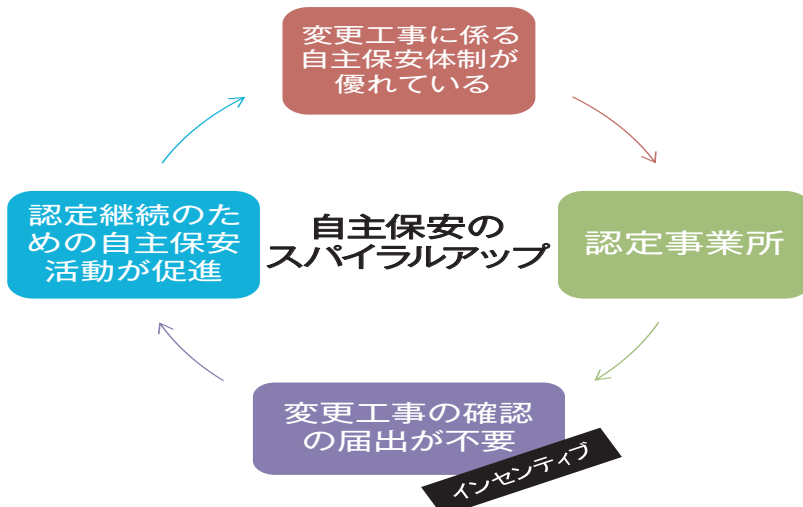 変更工事に係る
自主保安体制が
優れている
認定継続のた
めの自主保安
活動が促進
自主保安の
スパイラルアップ
認定事業所
変更工事の確認
の届出が不要
インセンティブ